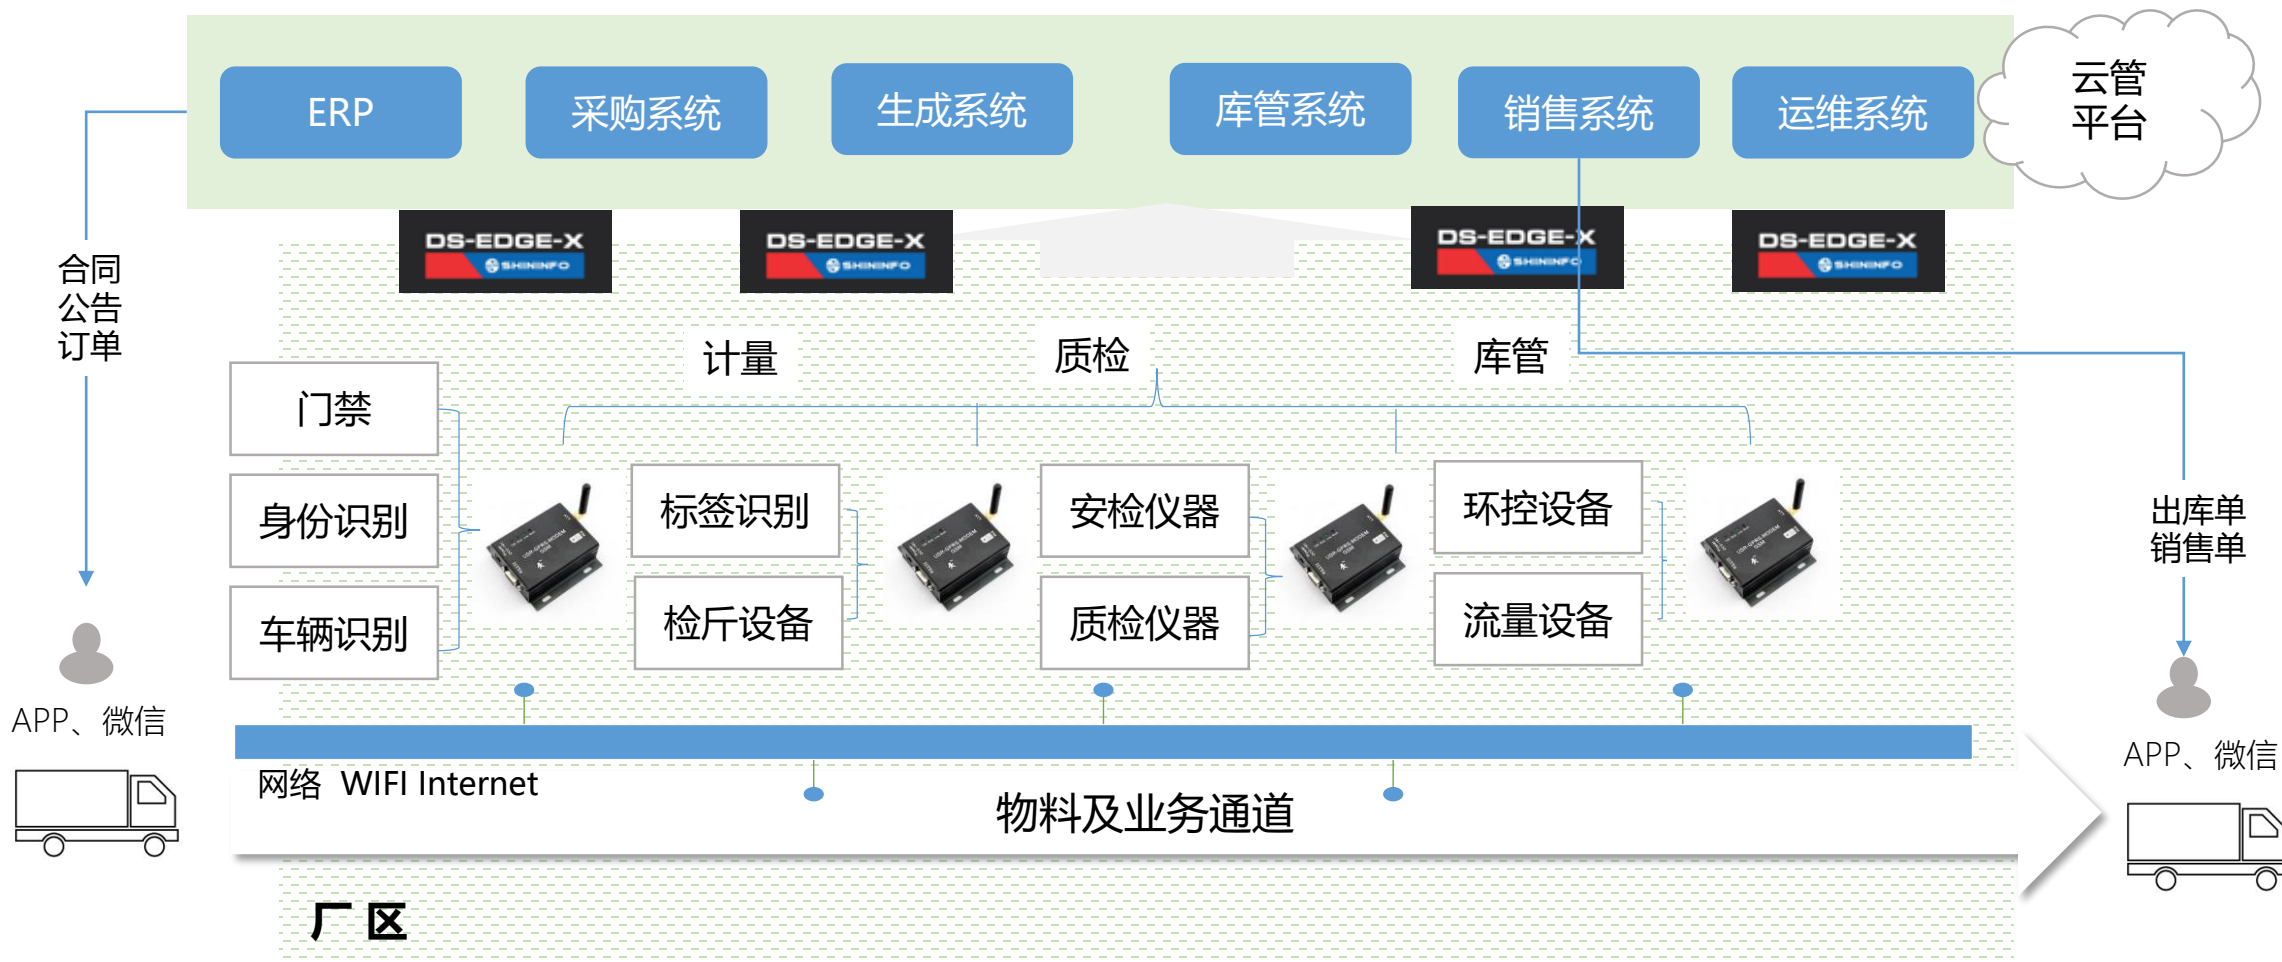 ERP
采购系统
生成系统
库管系统
销售系统
运维系统
云管
平台
DS-EDGE-X
SHININFO
DS-EDGE-X
SHININFO
DS-EDGE-X
SHININFO
DS-EDGE-X
SHININFO
合同
公告
订单
计量
质检
库管
门禁
身份识别
车辆识别
标签识别
检斤设备
安检仪器
质检仪器
环控设备
流量设备
出库单
销售单
APP、微信
APP、微信
网络 WIFI Internet
物料及业务通道
厂 区